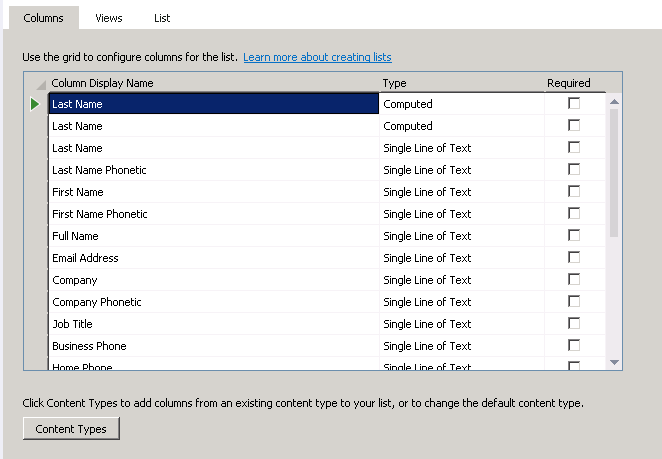 Columns Views List
Use the grid to configure columns for the list. Learn more about creating lists
Column Display Name Type Required
Last Name Computed
Last Name Computed
Last Name Single Line of Text
Last Name Phonetic Single Line of Text
First Name Single Line of Text
First Name Phonetic Single Line of Text
Full Name Single Line of Text
Email Address Single Line of Text
Company Single Line of Text
Company Phonetic Single Line of Text
Job Title Single Line of Text
Business Phone Single Line of Text
Home Phone Single Line of Text
Click Content Types to add columns from an existing content type to your list, or to change the default content type.
Content Types